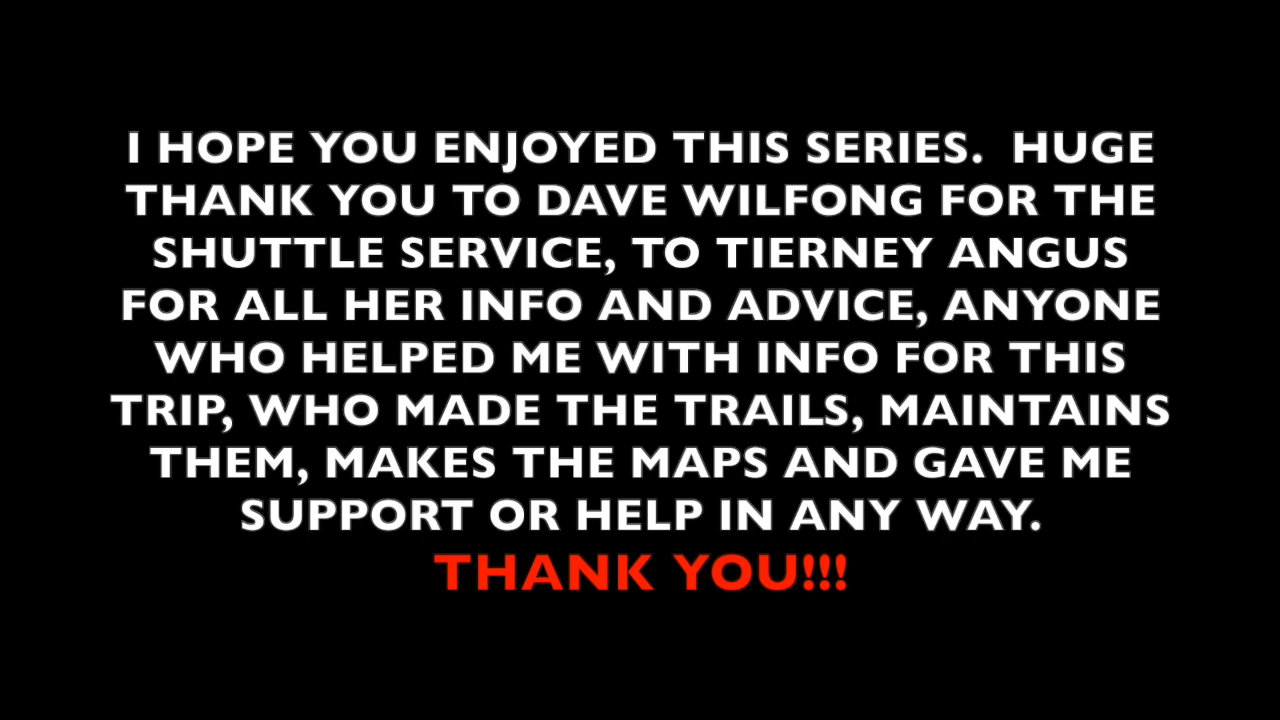 I HOPE YOU ENJOYED THIS SERIES.  HUGE
THANK YOU TO DAVE WILFONG FOR THE
SHUTTLE SERVICE, TO TIERNEY ANGUS
FOR ALL HER INFO AND ADVICE, ANYONE
WHO HELPED ME WITH INFO FOR THIS
TRIP, WHO MADE THE TRAILS, MAINTAINS
THEM, MAKES THE MAPS AND GAVE ME
SUPPORT OR HELP IN ANY WAY.
THANK YOU!!!